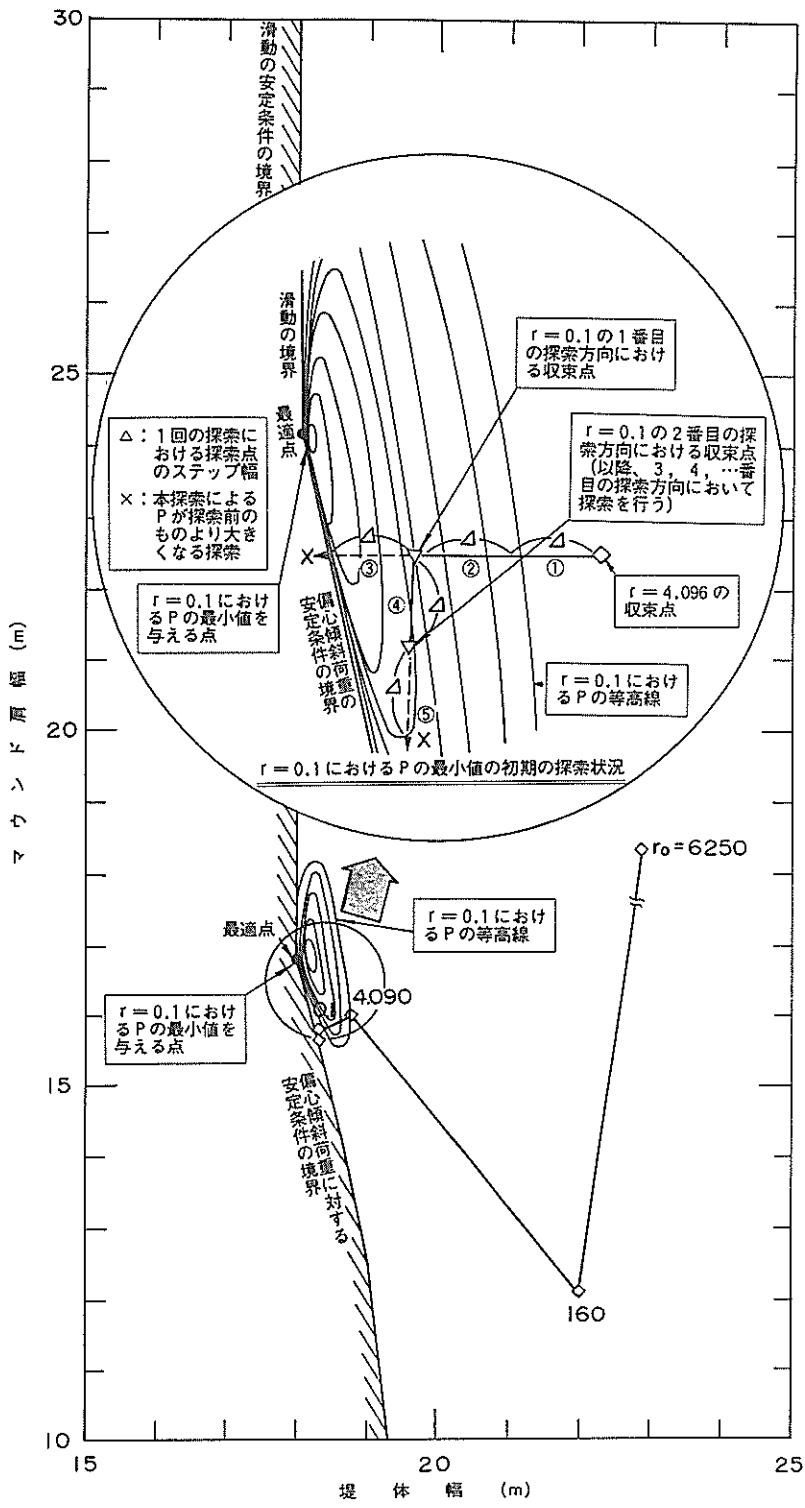 30
25
20
15
10
15
20
25
マウンド肩幅 (m)
堤体幅 (m)
滑動の安定条件の境界
滑動の境界
最適点
△：1回の探索に
おける探索点
のステップ幅
×：本探索による
Pが探索前の
ものより大き
くなる探索
r＝0.1におけ
るPの最小値を
与える点
r＝0.1の1番目
の探索方向におけ
る収束点
r＝0.1の2番目の探
索方向における収束点
(以降、3，4，…番
目の探索方向において
探索を行う)
△
△
△
△
△
×
③
②
①
④
⑤
×
r＝4.096の
収束点
偏心傾斜荷重の
安定条件の境界
r＝0.1におけ
るPの等高線
r＝0.1におけるPの最小値の初期の探索状況
r₀＝6250
r＝0.1におけ
るPの等高線
最適点
4.090
r＝0.1におけ
るPの最小値を
与える点
偏心傾斜荷重に対する
安定条件の境界
160